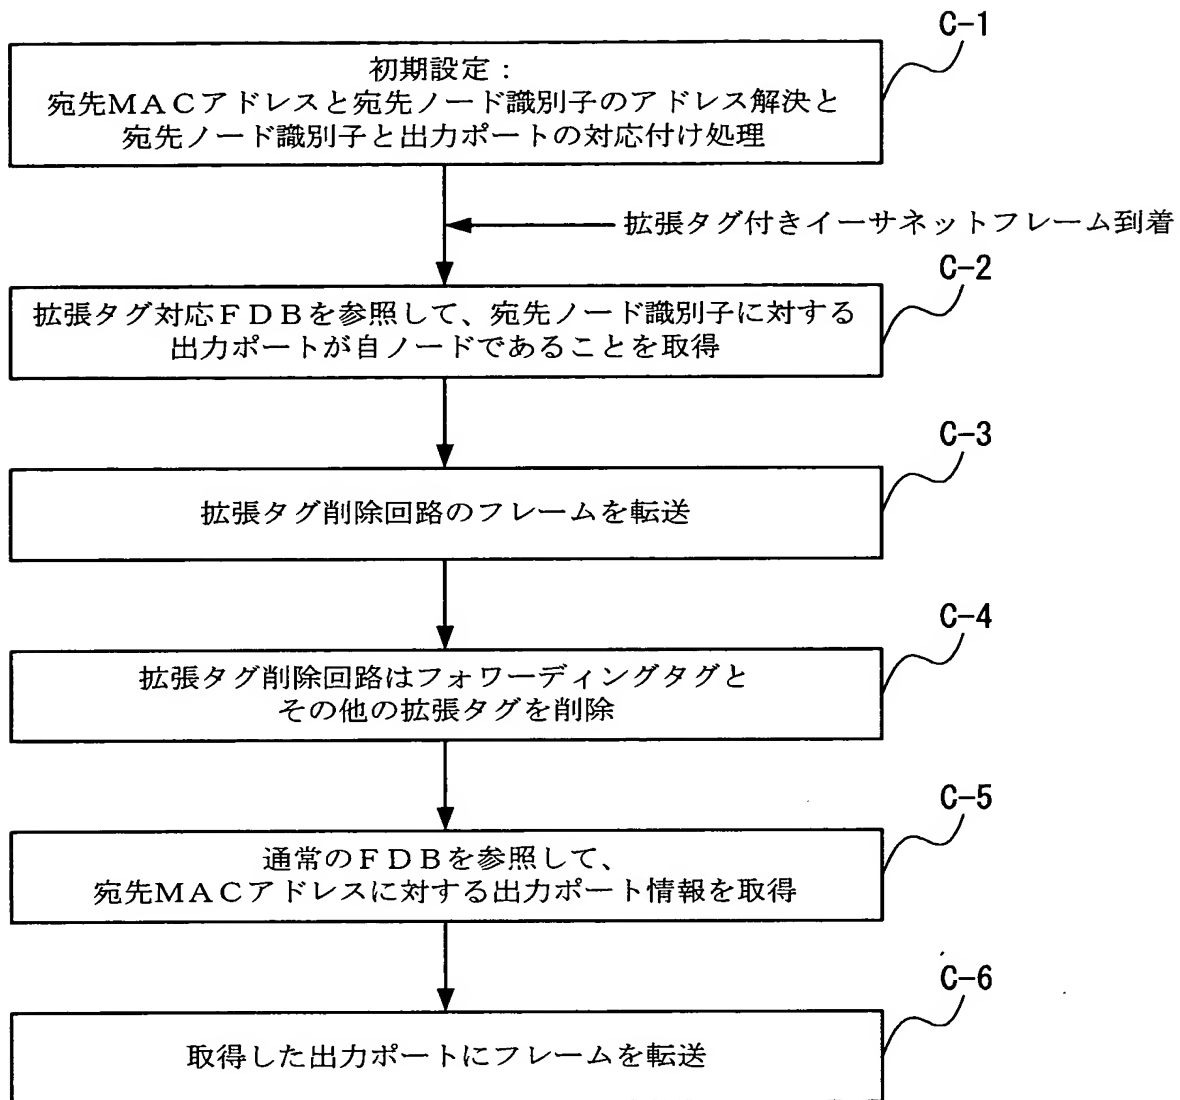 C-1
初期設定：
宛先ＭＡＣアドレスと宛先ノード識別子のアドレス解決と
宛先ノード識別子と出力ポートの対応付け処理
拡張タグ付きイーサネットフレーム到着
C-2
拡張タグ対応ＦＤＢを参照して、宛先ノード識別子に対する
出力ポートが自ノードであることを取得
C-3
拡張タグ削除回路のフレームを転送
C-4
拡張タグ削除回路はフォワーディングタグと
その他の拡張タグを削除
C-5
通常のＦＤＢを参照して、
宛先ＭＡＣアドレスに対する出力ポート情報を取得
C-6
取得した出力ポートにフレームを転送